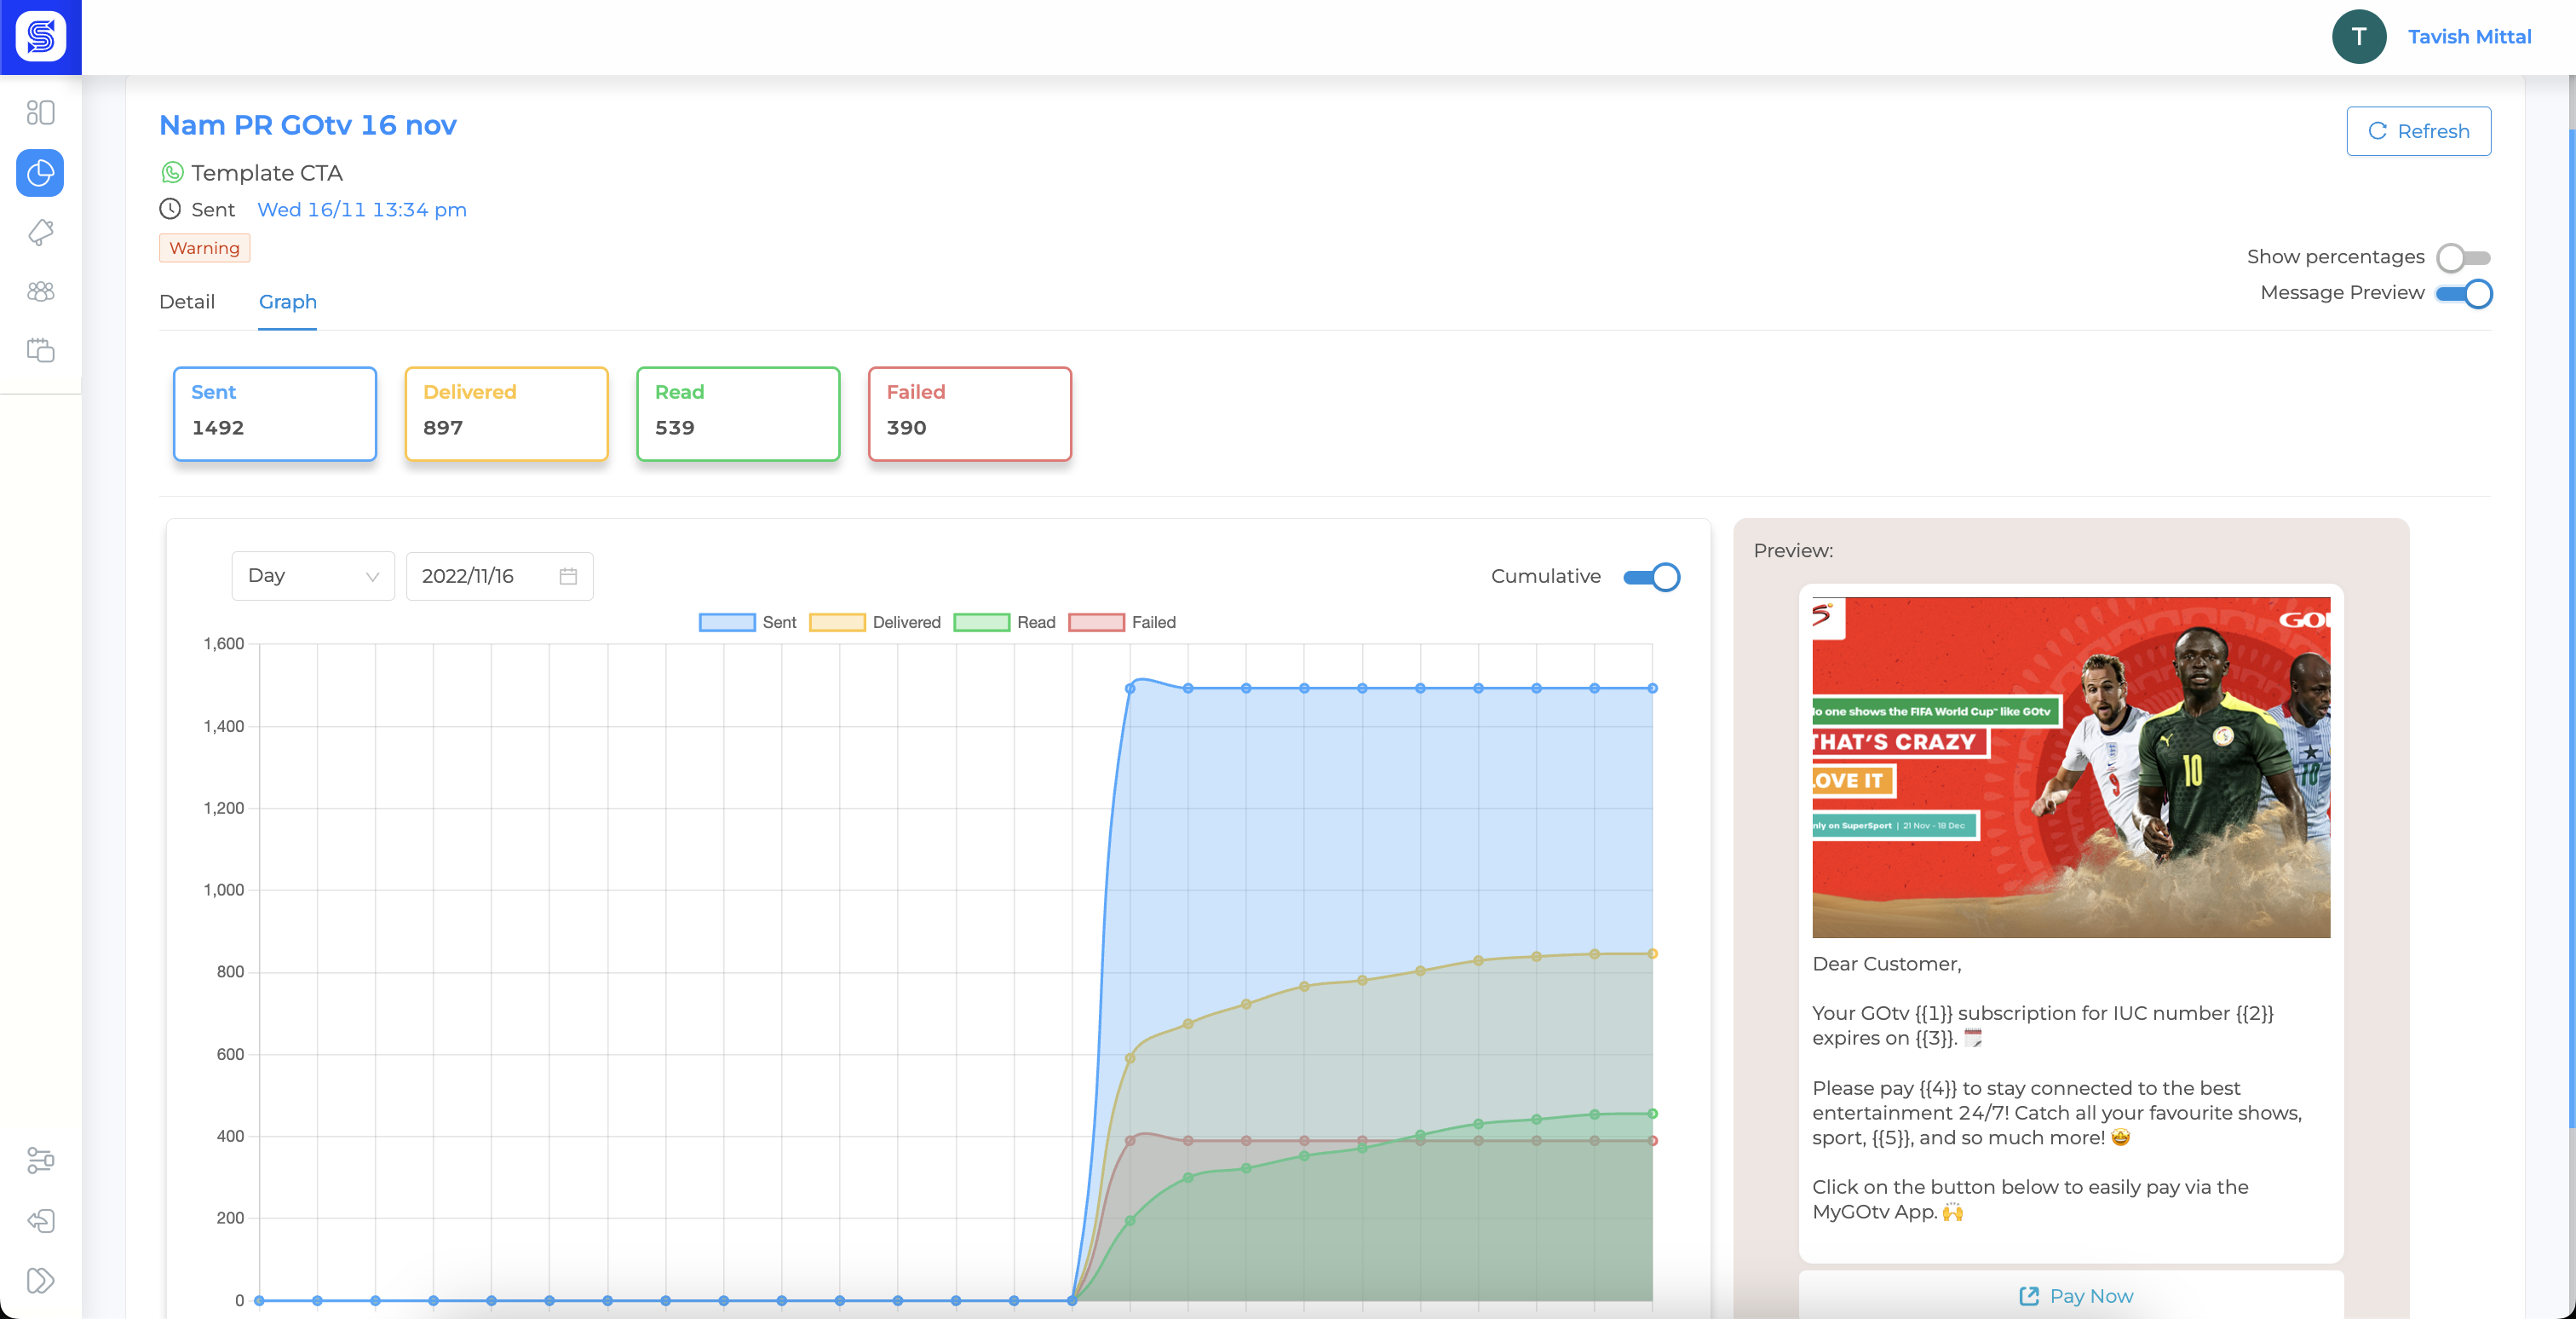 T
Tavish Mittal
Nam PR GOtv 16 nov
Refresh
Template CTA
Sent Wed 16/11 13:34 pm
Warning
Show percentages
Message Preview
Detail Graph
Sent
1492
Delivered
897
Read
539
Failed
390
Day
2022/11/16
Cumulative
Sent Delivered Read Failed
1,600
1,400
1,200
1,000
800
600
400
200
0
Preview:
S
GO
o one shows the FIFA World Cup™ like GOtv
THAT'S CRAZY
OVE IT
nly on SuperSport | 21 Nov - 18 Dec
9
10
10
Dear Customer,
Your GOtv {{1}} subscription for IUC number {{2}}
expires on {{3}}. 🗓️
Please pay {{4}} to stay connected to the best
entertainment 24/7! Catch all your favourite shows,
sport, {{5}}, and so much more! 🤩
Click on the button below to easily pay via the
MyGOtv App. 🙌
Pay Now